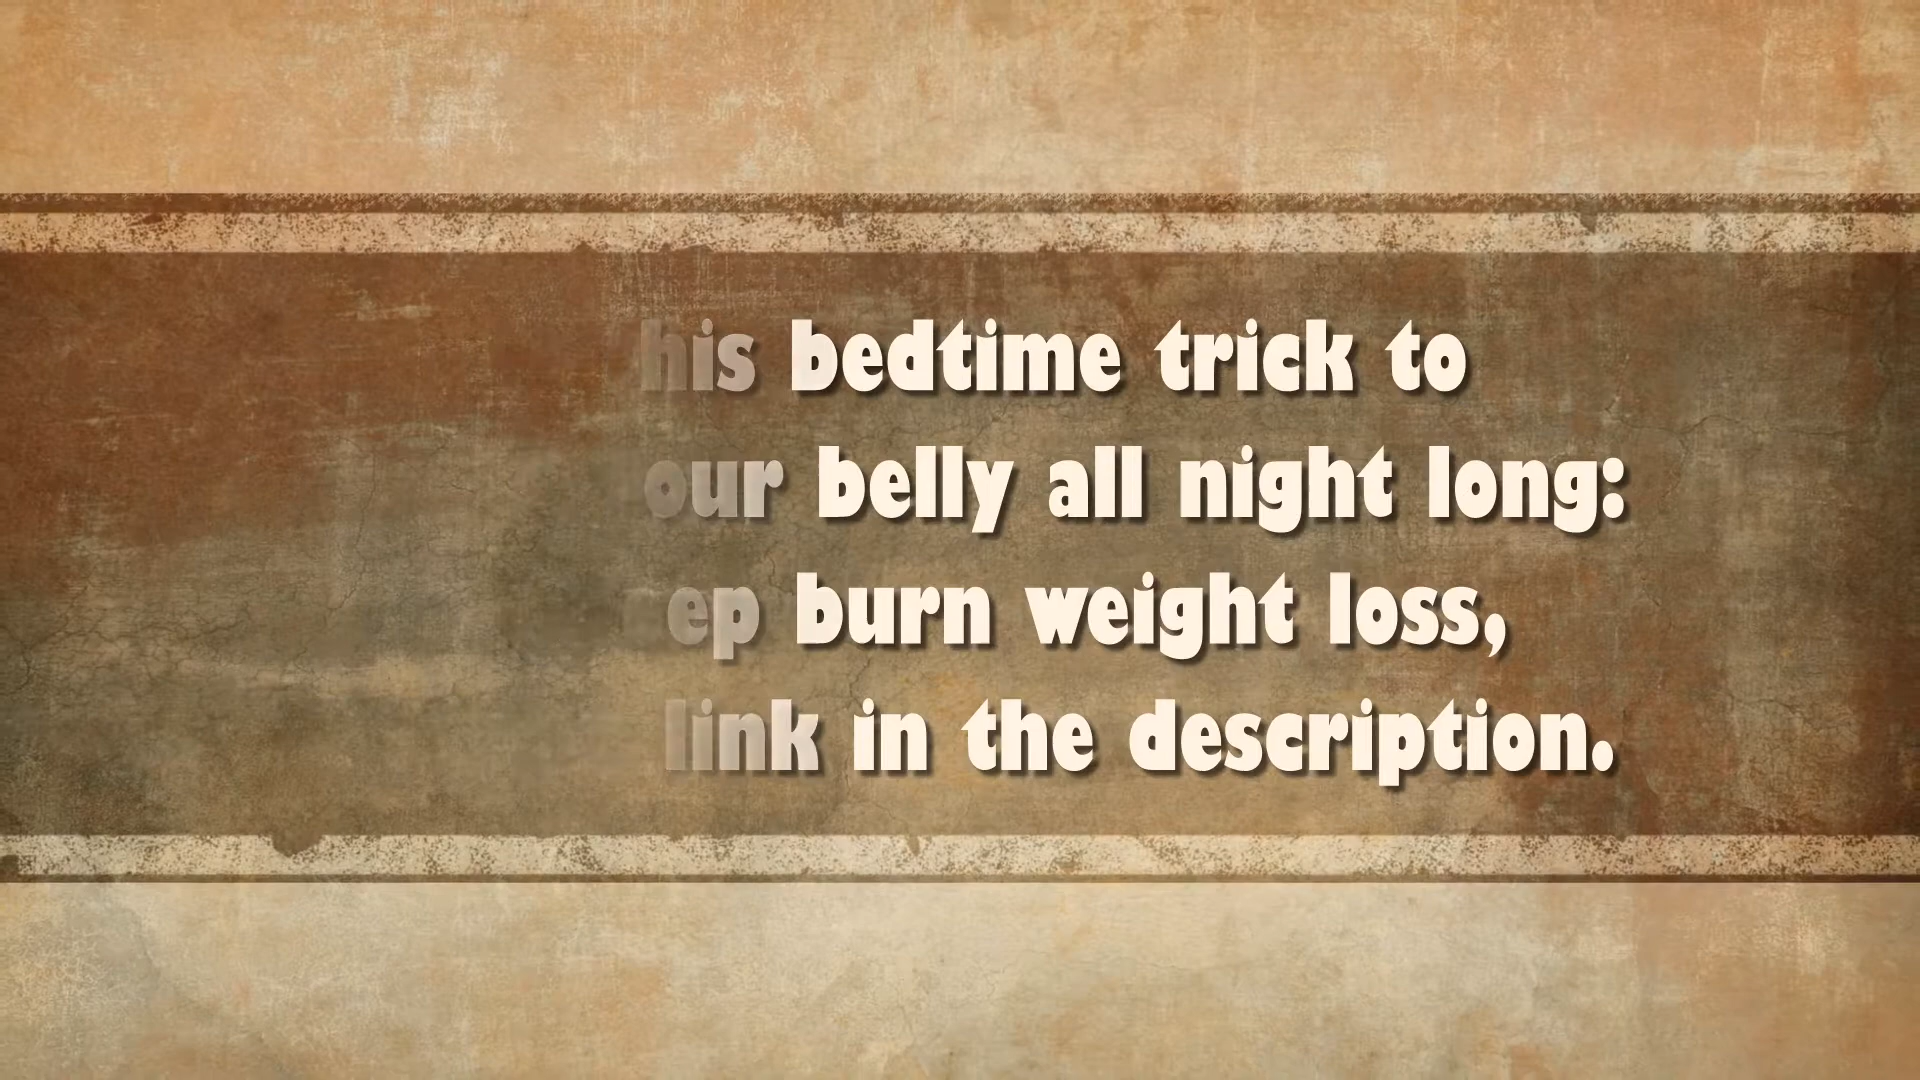 his bedtime trick to
our belly all night long:
ep burn weight loss,
link in the description.